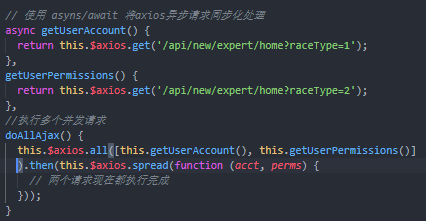 // 使用 asyns/await 将axios异步请求同步化处理
async getUserAccount() {
return this.$axios.get('/api/new/expert/home?raceType=1');
},
getUserPermissions() {
return this.$axios.get('/api/new/expert/home?raceType=2');
},
//执行多个并发请求
doAllAjax() {
this.$axios.all([this.getUserAccount(), this.getUserPermissions()]
).then(this.$axios.spread(function (acct, perms) {
// 两个请求现在都执行完成
}));
}